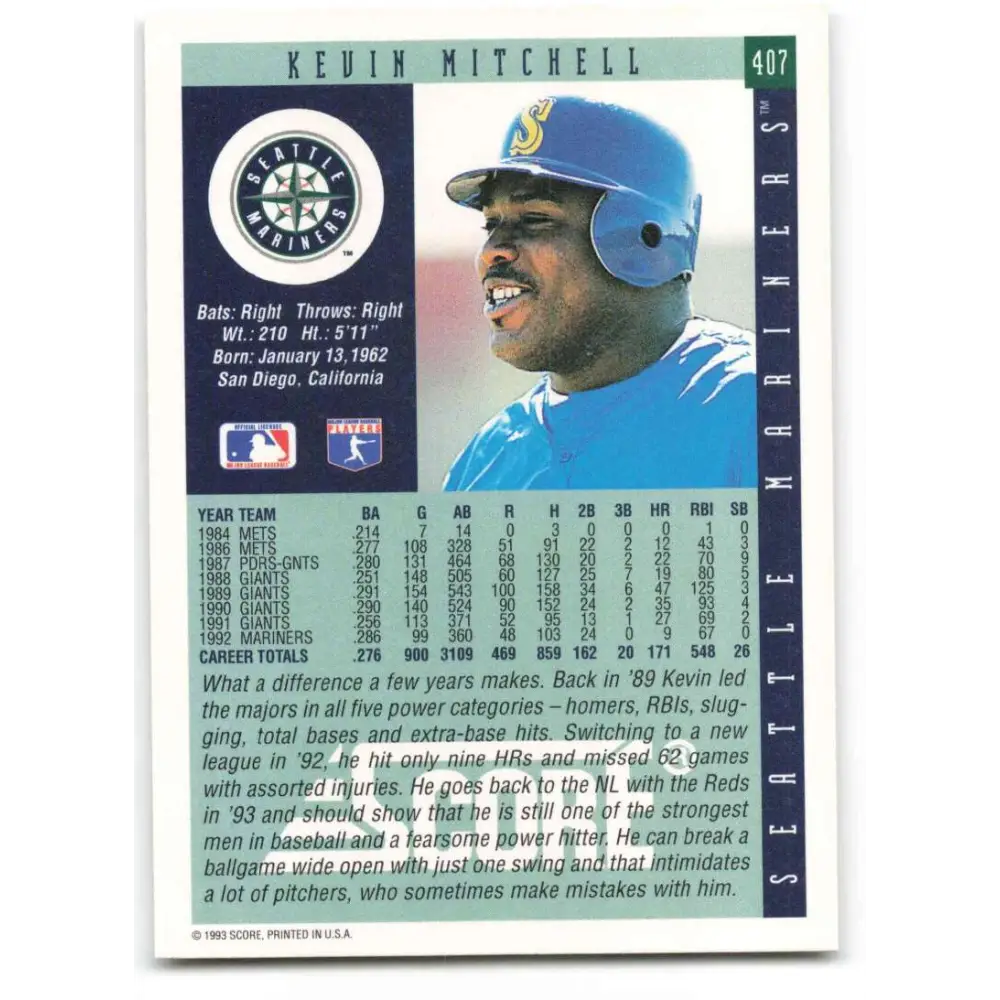 KEVIN MITCHELL
407
SEATTLE MARINERS™
SEATTLE
MARINERS
™
S
Bats: Right Throws: Right
Wt.: 210 Ht.: 5'11"
Born: January 13, 1962
San Diego, California
OFFICIAL LICENSEE
MAJOR LEAGUE BASEBALL
MAJOR LEAGUE BASEBALL
PLAYERS
YEAR TEAM BA G AB R H 2B 3B HR RBI SB
1984 METS .214 7 14 0 3 0 0 0 1 0
1986 METS .277 108 328 51 91 22 2 12 43 3
1987 PDRS-GNTS .280 131 464 68 130 20 2 22 70 9
1988 GIANTS .251 148 505 60 127 25 7 19 80 5
1989 GIANTS .291 154 543 100 158 34 6 47 125 3
1990 GIANTS .290 140 524 90 152 24 2 35 93 4
1991 GIANTS .256 113 371 52 95 13 1 27 69 2
1992 MARINERS .286 99 360 48 103 24 0 9 67 0
CAREER TOTALS .276 900 3109 469 859 162 20 171 548 26
What a difference a few years makes. Back in '89 Kevin led
the majors in all five power categories – homers, RBIs, slug-
ging, total bases and extra-base hits. Switching to a new
league in '92, he hit only nine HRs and missed 62 games
with assorted injuries. He goes back to the NL with the Reds
in '93 and should show that he is still one of the strongest
men in baseball and a fearsome power hitter. He can break a
ballgame wide open with just one swing and that intimidates
a lot of pitchers, who sometimes make mistakes with him.
SCORE®
© 1993 SCORE, PRINTED IN U.S.A.